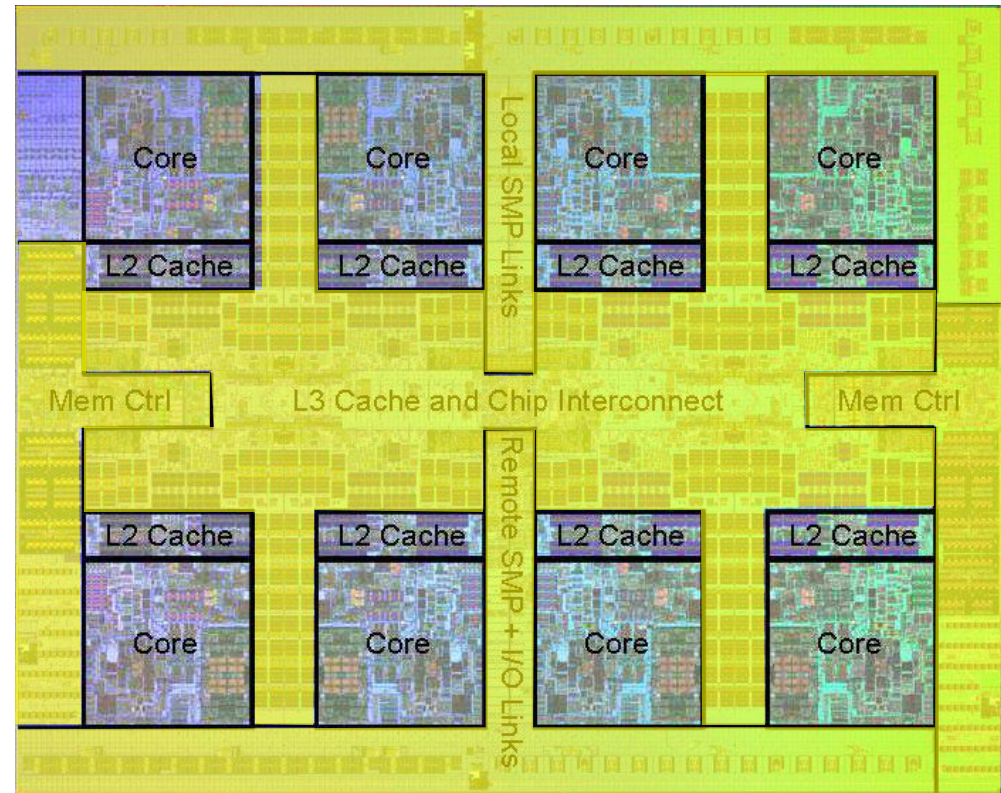 Core
Core
Core
Core
Local SMP Links
L2 Cache
L2 Cache
L2 Cache
L2 Cache
Mem Ctrl
L3 Cache and Chip Interconnect
Mem Ctrl
Remote SMP + I/O Links
L2 Cache
L2 Cache
L2 Cache
L2 Cache
Core
Core
Core
Core